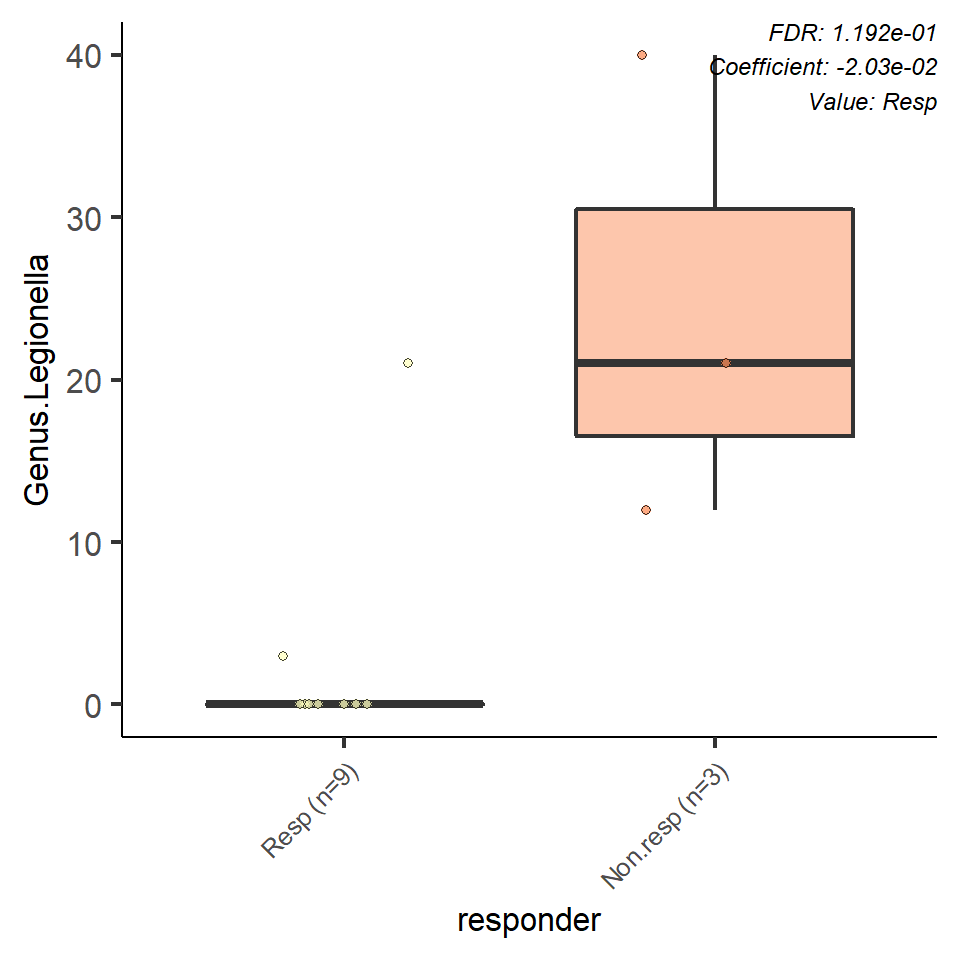 FDR: 1.192e-01
Coefficient: -2.03e-02
Value: Resp
Genus.Legionella
40
30
20
10
0
Resp (n=9)
Non.resp (n=3)
responder